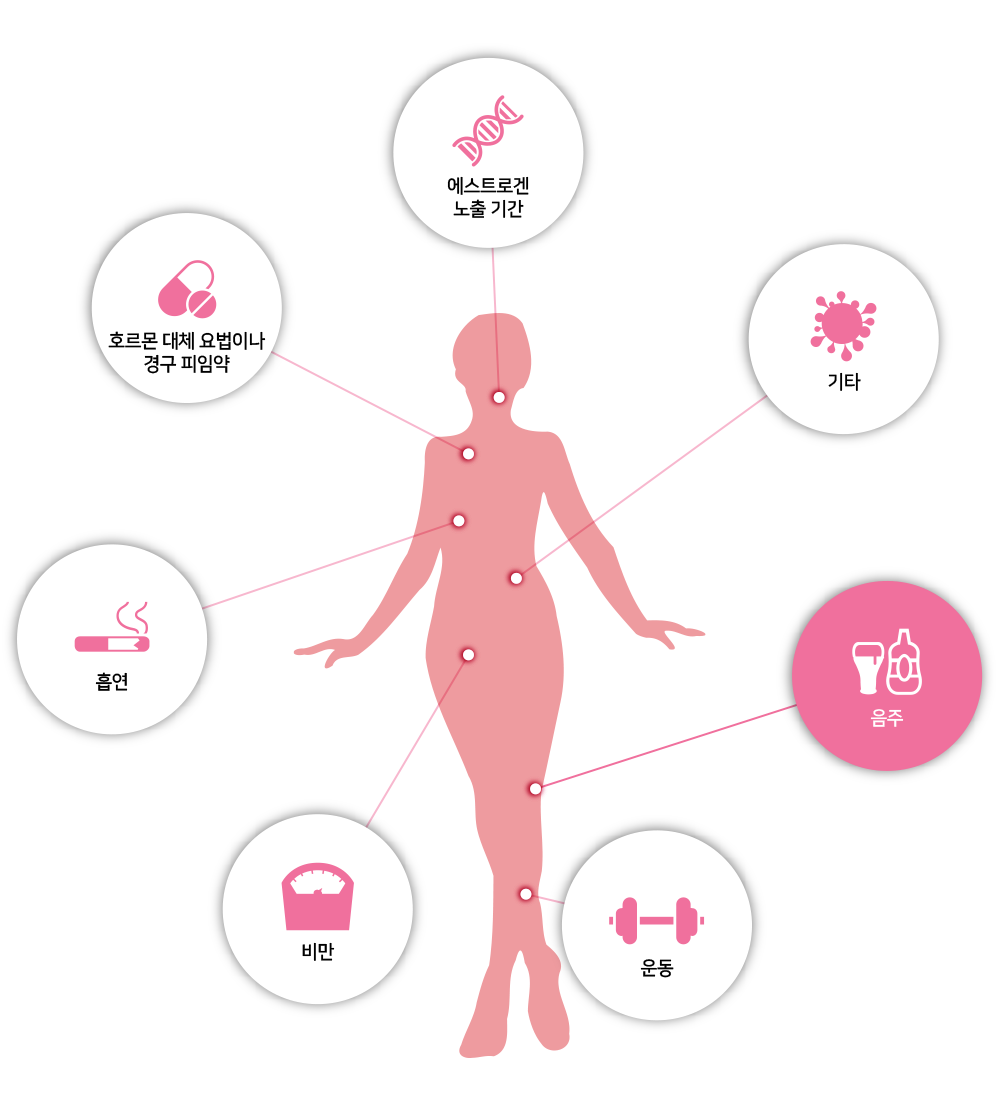 에스트로겐
노출 기간
호르몬 대체 요법이나
경구 피임약
기타
흡연
음주
비만
운동